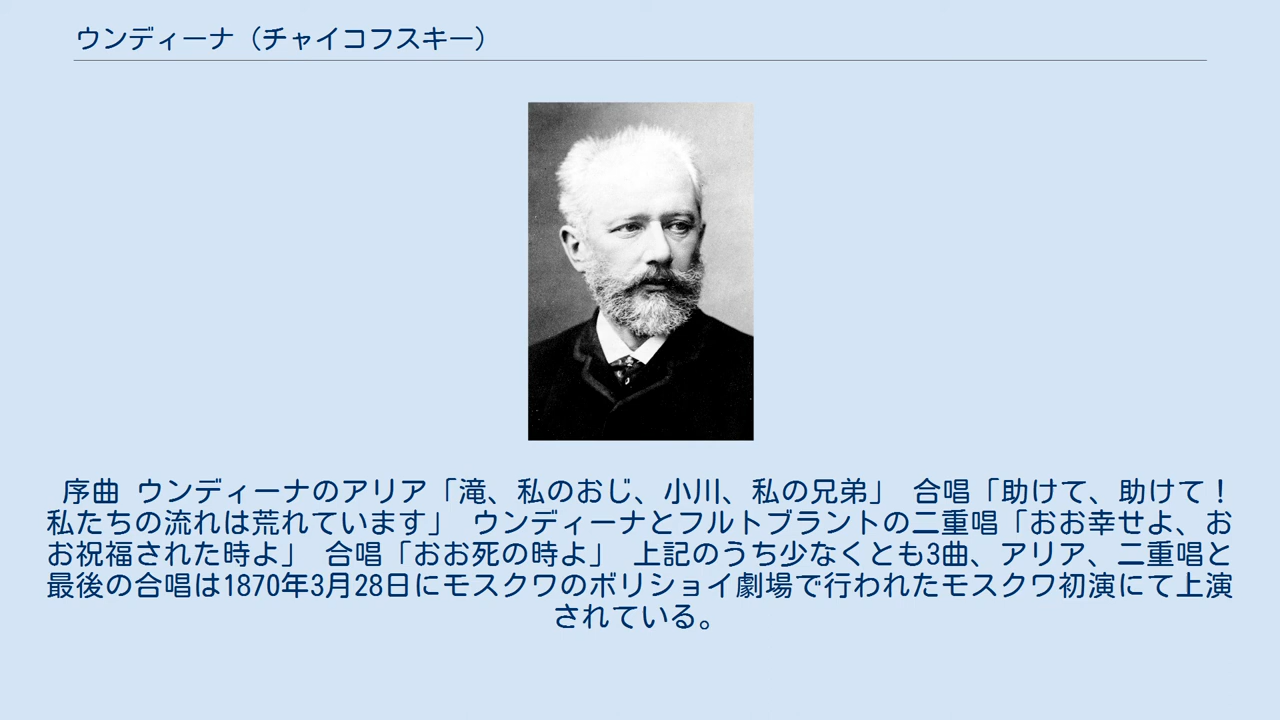 ウンディーナ（チャイコフスキー）
序曲 ウンディーナのアリア「滝、私のおじ、小川、私の兄弟」 合唱「助けて、助けて！
私たちの流れは荒れています」 ウンディーナとフルトブラントの二重唱「おお幸せよ、お
お祝福された時よ」 合唱「おお死の時よ」 上記のうち少なくとも3曲、アリア、二重唱と
最後の合唱は1870年3月28日にモスクワのボリショイ劇場で行われたモスクワ初演にて上演
されている。